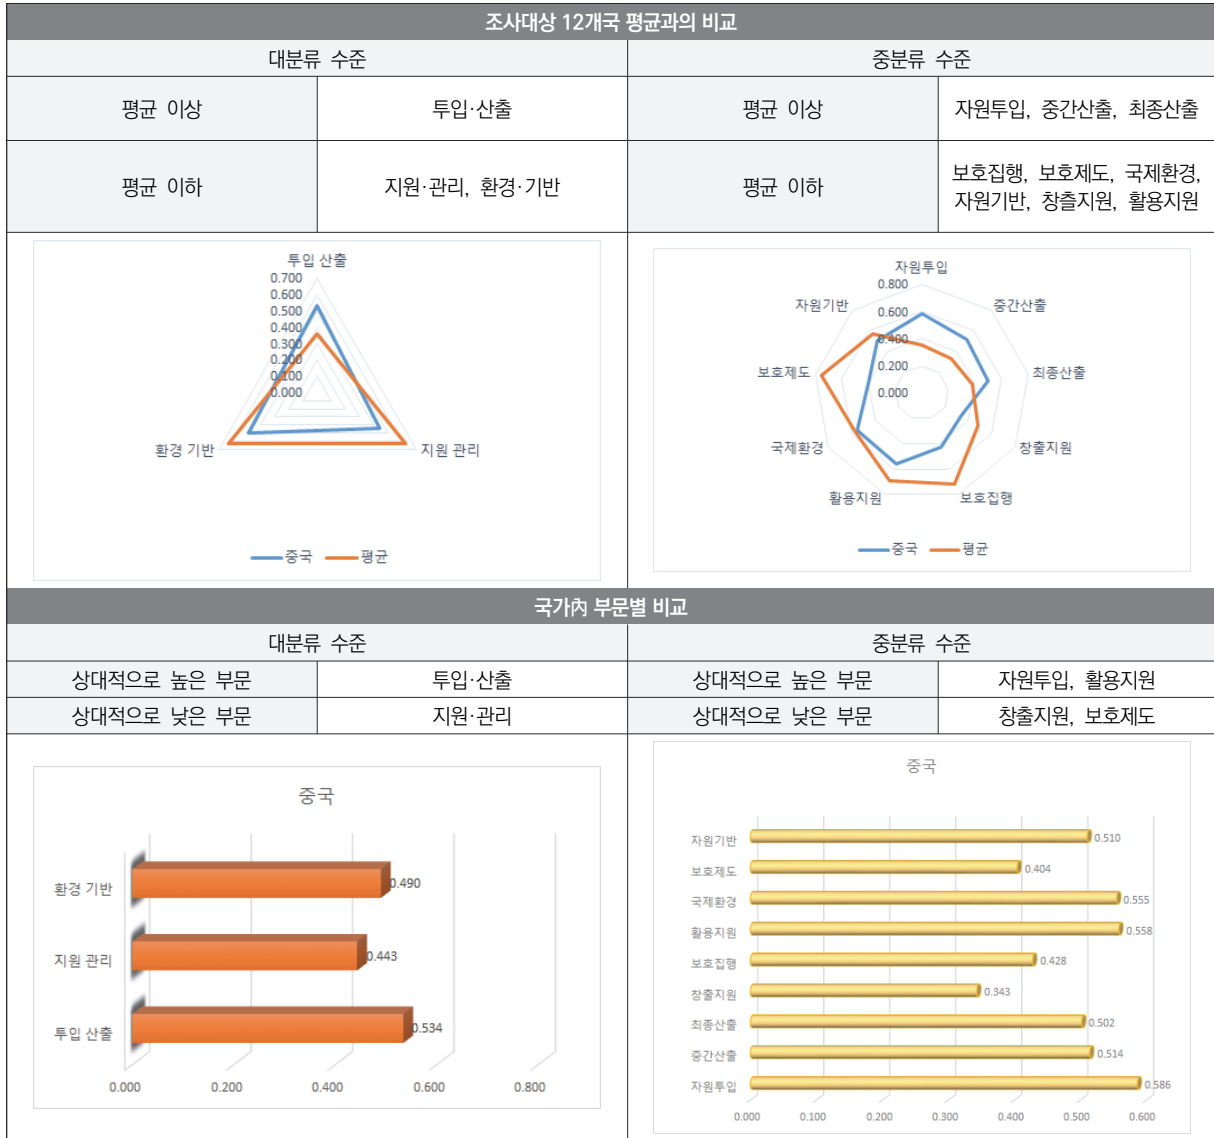 조사대상 12개국 평균과의 비교
대분류 수준
중분류 수준
평균 이상
투입·산출
평균 이상
자원투입, 중간산출, 최종산출
평균 이하
지원·관리, 환경·기반
평균 이하
보호집행, 보호제도, 국제환경,
자원기반, 창츨지원, 활용지원
투입 산출
0.700
0.600
0.500
0.400
0.300
0.200
0.100
0.000
환경 기반
지원 관리
중국
평균
자원투입
0.800
자원기반
중간산출
0.600
0.400
보호제도
0.200
최종산출
0.000
국제환경
창출지원
활용지원
보호집행
중국
평균
국가內 부문별 비교
대분류 수준
중분류 수준
상대적으로 높은 부문
투입·산출
상대적으로 높은 부문
자원투입, 활용지원
상대적으로 낮은 부문
지원·관리
상대적으로 낮은 부문
창출지원, 보호제도
중국
환경 기반
0.490
지원 관리
0.443
투입 산출
0.534
0.000
0.200
0.400
0.600
0.800
중국
자원기반
0.510
보호제도
0.404
국제환경
0.555
활용지원
0.558
보호집행
0.428
창출지원
0.343
최종산출
0.502
중간산출
0.514
자원투입
0.586
0.000
0.100
0.200
0.300
0.400
0.500
0.600